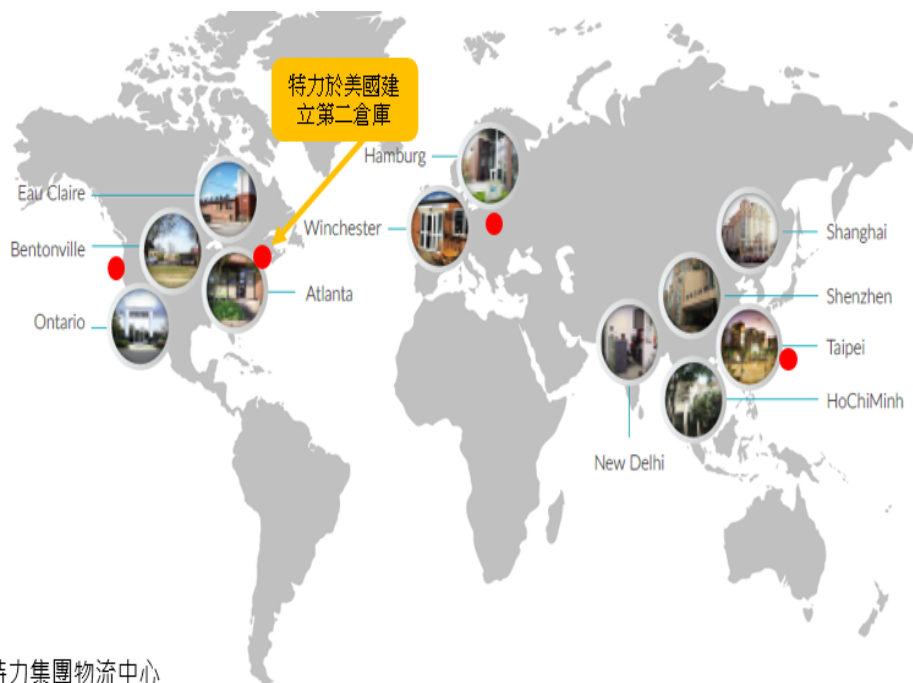 特力於美國建
立第二倉庫
Hamburg
Eau Claire
Winchester
Bentonville
Shanghai
Atlanta
Shenzhen
Ontario
Taipei
HoChiMinh
New Delhi
特力集團物流中心